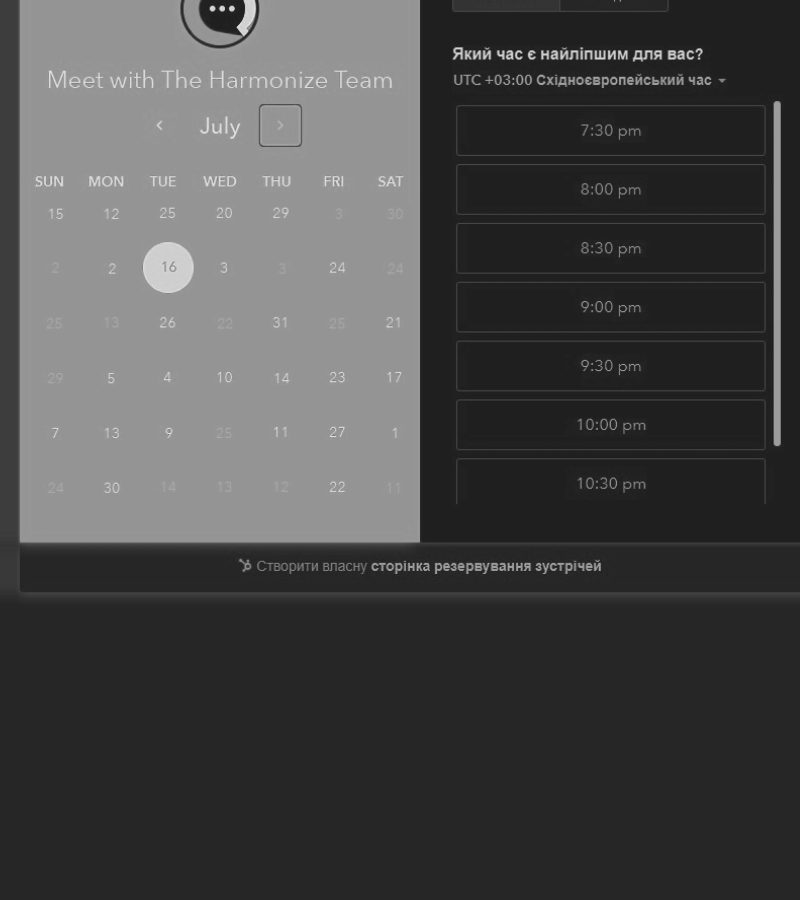 Meet with The Harmonize Team
July
SUN MON TUE WED THU FRI SAT
15 12 25 20 29 3 30
2 2 16 3 3 24 24
25 13 26 22 31 25 21
29 5 4 10 14 23 17
7 13 9 25 11 27 1
24 30 14 13 12 22 11
Який час є найліпшим для вас?
UTC +03:00 Східноєвропейський час
7:30 pm
8:00 pm
8:30 pm
9:00 pm
9:30 pm
10:00 pm
10:30 pm
Створити власну сторінка резервування зустрічей